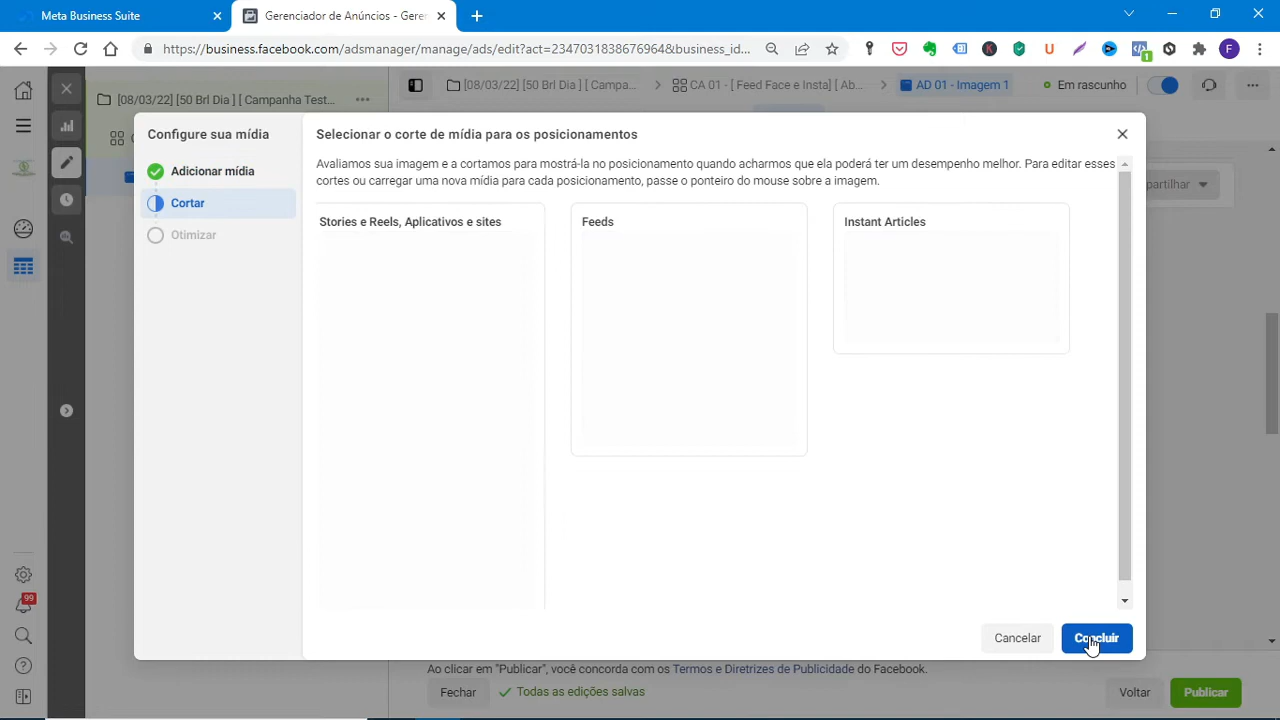 Meta Business Suite
Gerenciador de Anúncios - Geren
https://business.facebook.com/adsmanager/manage/ads/edit?act=234703183867696​4&business_id...
1
F
[08/03/22] [50 Brl Dia ] [ Campanha Test...
[08/03/22] [50 Brl Dia ] [ Campa...
CA 01 - [ Feed Face e Insta] [ Ab...
AD 01 - Imagem 1
Em rascunho
Configure sua mídia
Adicionar mídia
Cortar
Otimizar
Selecionar o corte de mídia para os posicionamentos
Avaliamos sua imagem e a cortamos para mostrá-la no posicionamento quando acharmos que ela poderá ter um desempenho melhor. Para editar esses
cortes ou carregar uma nova mídia para cada posicionamento, passe o ponteiro do mouse sobre a imagem.
partilhar
Stories e Reels, Aplicativos e sites
Feeds
Instant Articles
99
Cancelar
Concluir
Ao clicar em "Publicar", você concorda com os Termos e Diretrizes de Publicidade do Facebook.
Fechar
Todas as edições salvas
Voltar
Publicar